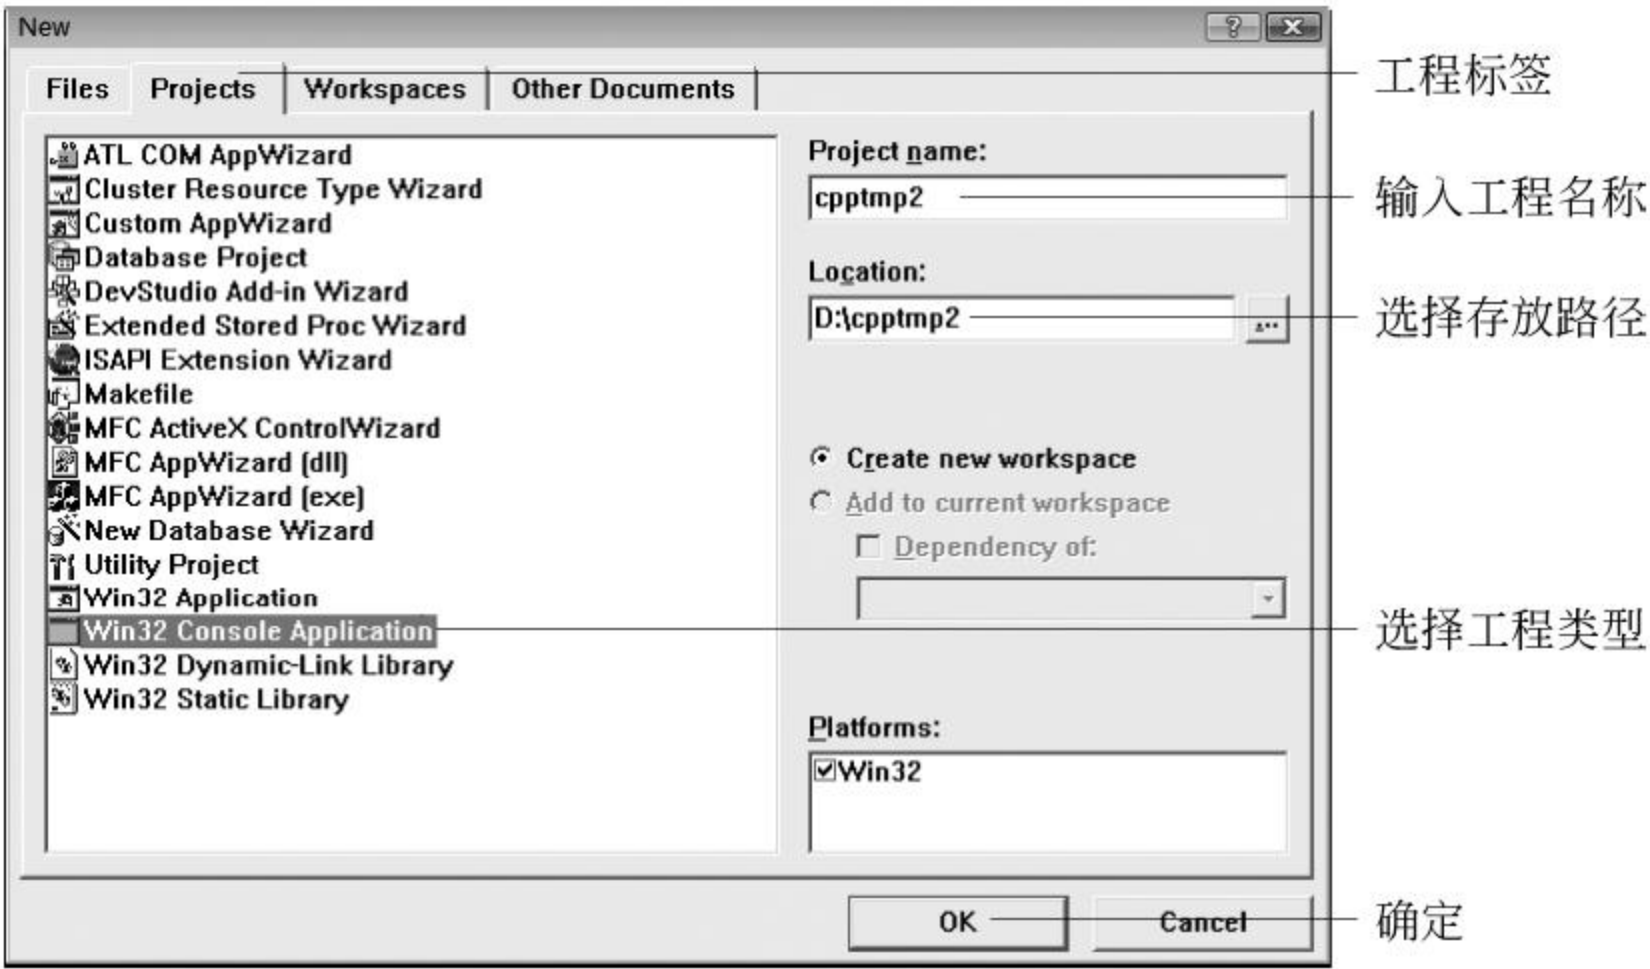 New
Files Projects Workspaces Other Documents
工程标签
ATL COM AppWizard
Cluster Resource Type Wizard
Custom AppWizard
Database Project
DevStudio Add-in Wizard
Extended Stored Proc Wizard
ISAPI Extension Wizard
Makefile
MFC ActiveX ControlWizard
MFC AppWizard (dll)
MFC AppWizard (exe)
New Database Wizard
Utility Project
Win32 Application
Win32 Console Application
Win32 Dynamic-Link Library
Win32 Static Library
Project name:
cpptmp2
输入工程名称
Location:
D:\cpptmp2
...
选择存放路径
Create new workspace
Add to current workspace
Dependency of:
选择工程类型
Platforms:
Win32
OK Cancel
确定